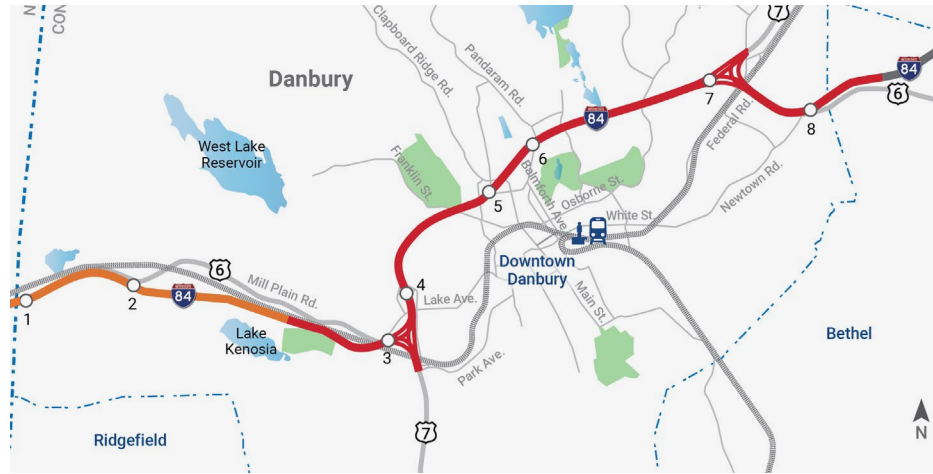 N
CON
7
Clapboard Ridge Rd.
Pandaram Rd.
Danbury
84
6
7
84
8
Federal Rd.
West Lake
Reservoir
6
Franklin St.
Balmforth Ave.
Osborne St.
Newtown Rd.
5
White St.
Downtown
Danbury
6
Mill Plain Rd.
84
4
Lake Ave.
Main St.
1
2
Lake
Kenosia
3
Park Ave.
Bethel
Ridgefield
7
N